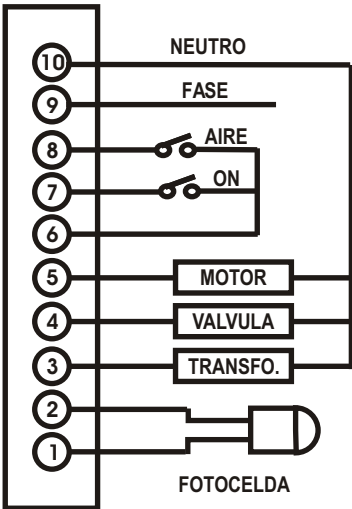 10 NEUTRO
9 FASE
8 AIRE
7 ON
6
5 MOTOR
4 VALVULA
3 TRANSFO.
2
1
FOTOCELDA